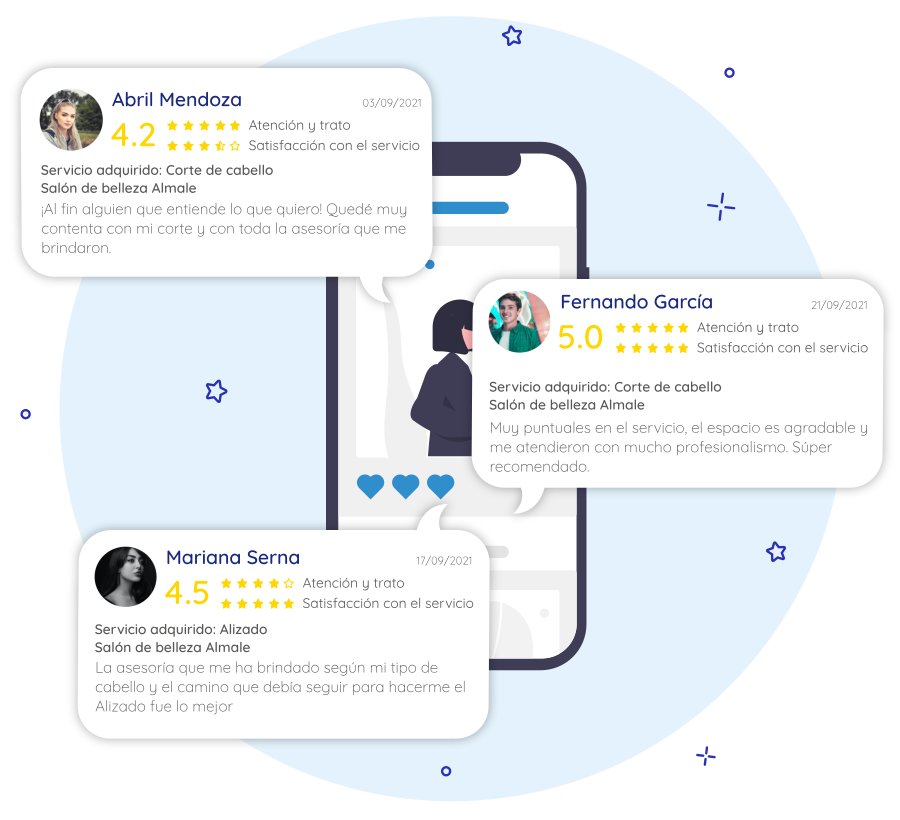 Abril Mendoza
03/09/2021
4.2
Atención y trato
Satisfacción con el servicio
Servicio adquirido: Corte de cabello
Salón de belleza Almale
¡Al fin alguien que entiende lo que quiero! Quedé muy
contenta con mi corte y con toda la asesoría que me
brindaron.
Fernando García
21/09/2021
5.0
Atención y trato
Satisfacción con el servicio
Servicio adquirido: Corte de cabello
Salón de belleza Almale
Muy puntuales en el servicio, el espacio es agradable y
me atendieron con mucho profesionalismo. Súper
recomendado.
Mariana Serna
17/09/2021
4.5
Atención y trato
Satisfacción con el servicio
Servicio adquirido: Alizado
Salón de belleza Almale
La asesoría que me ha brindado según mi tipo de
cabello y el camino que debía seguir para hacerme el
Alizado fue lo mejor